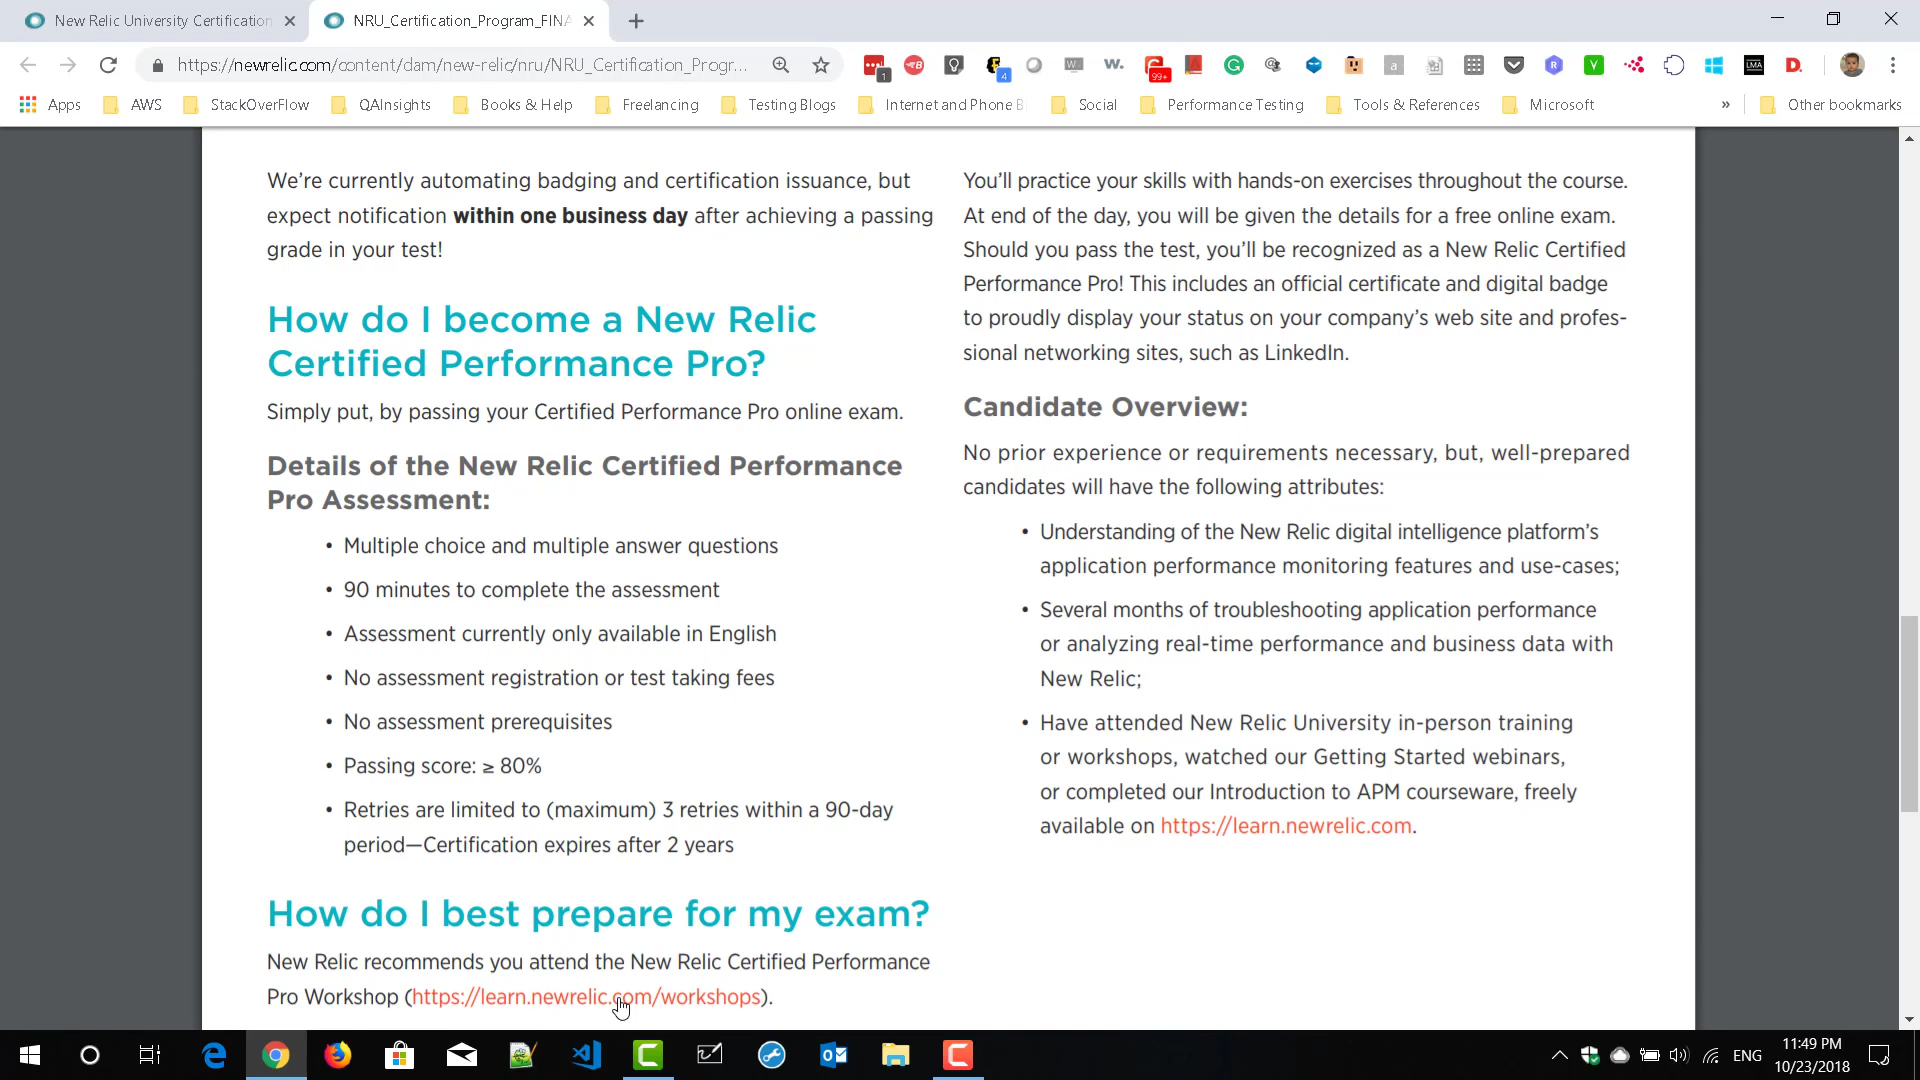 New Relic University Certification
NRU_Certification_Program_FINA
https://newrelic.com/content/dam/new-relic/nru/NRU_Certification_Progr...
1
4
99+
Apps
AWS
StackOverFlow
QAInsights
Books & Help
Freelancing
Testing Blogs
Internet and Phone B
Social
Performance Testing
Tools & References
Microsoft
»
Other bookmarks
We’re currently automating badging and certification issuance, but
expect notification within one business day after achieving a passing
grade in your test!
How do I become a New Relic
Certified Performance Pro?
Simply put, by passing your Certified Performance Pro online exam.
Details of the New Relic Certified Performance
Pro Assessment:
• Multiple choice and multiple answer questions
• 90 minutes to complete the assessment
• Assessment currently only available in English
• No assessment registration or test taking fees
• No assessment prerequisites
• Passing score: ≥ 80%
• Retries are limited to (maximum) 3 retries within a 90-day
period—Certification expires after 2 years
How do I best prepare for my exam?
New Relic recommends you attend the New Relic Certified Performance
Pro Workshop (https://learn.newrelic.com/workshops).
You’ll practice your skills with hands-on exercises throughout the course.
At end of the day, you will be given the details for a free online exam.
Should you pass the test, you’ll be recognized as a New Relic Certified
Performance Pro! This includes an official certificate and digital badge
to proudly display your status on your company’s web site and profes-
sional networking sites, such as LinkedIn.
Candidate Overview:
No prior experience or requirements necessary, but, well-prepared
candidates will have the following attributes:
• Understanding of the New Relic digital intelligence platform’s
application performance monitoring features and use-cases;
• Several months of troubleshooting application performance
or analyzing real-time performance and business data with
New Relic;
• Have attended New Relic University in-person training
or workshops, watched our Getting Started webinars,
or completed our Introduction to APM courseware, freely
available on https://learn.newrelic.com.
ENG
11:49 PM
10/23/2018